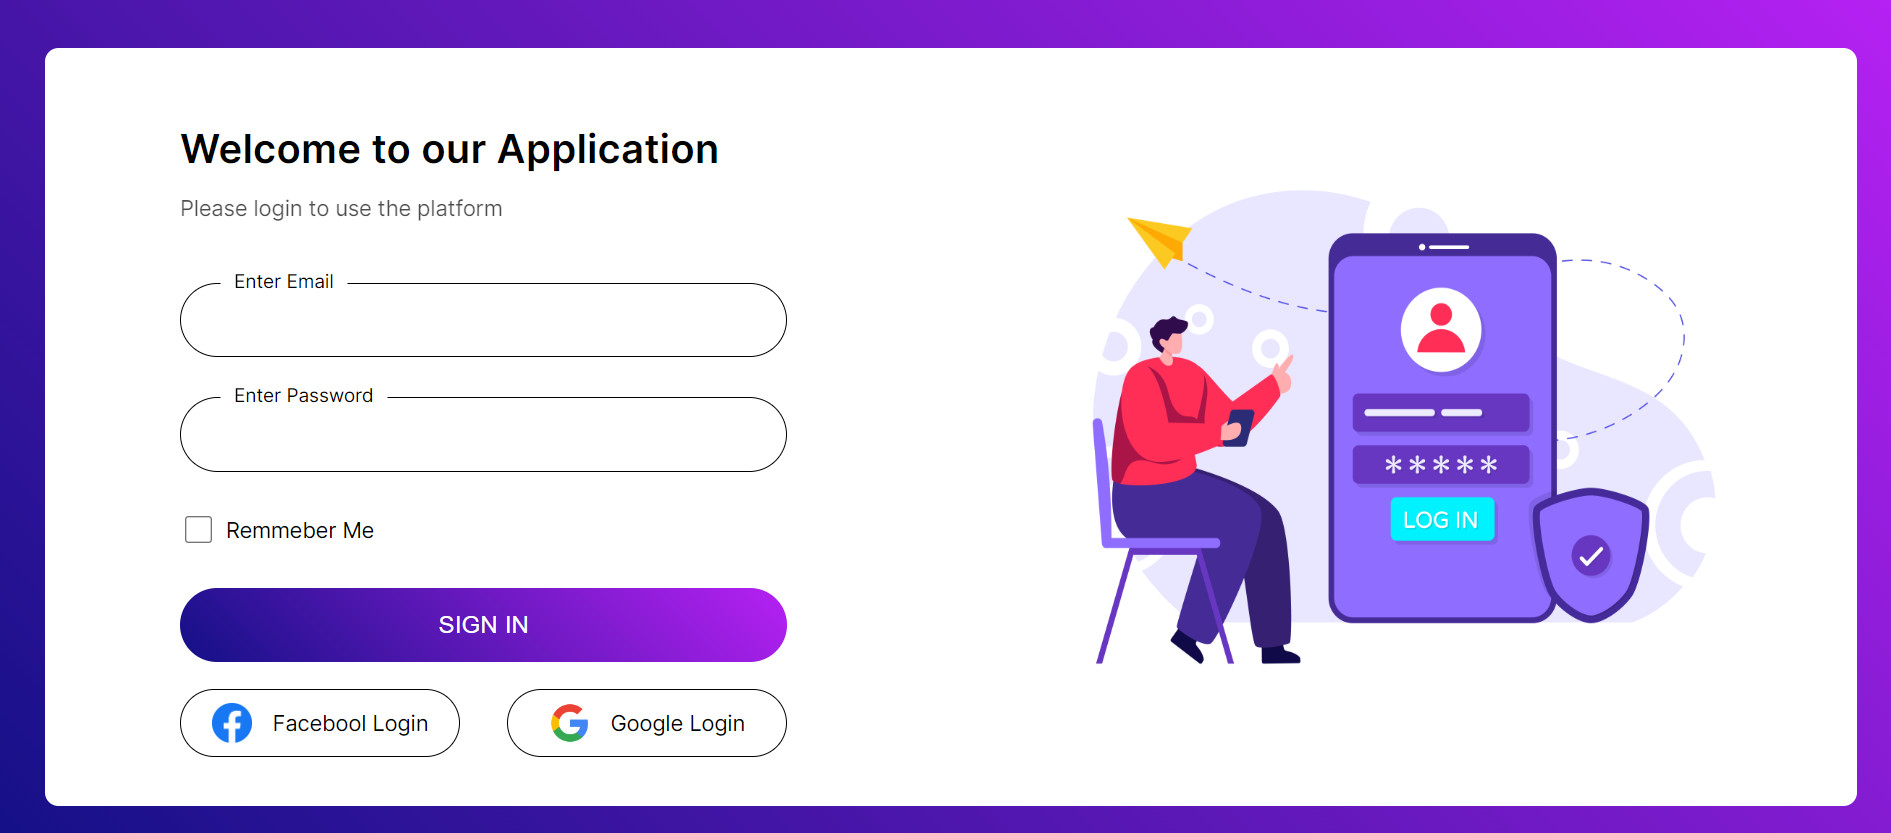 Welcome to our Application
Please login to use the platform
Enter Email
Enter Password
Remmeber Me
SIGN IN
Facebool Login
Google Login
*****
LOG IN